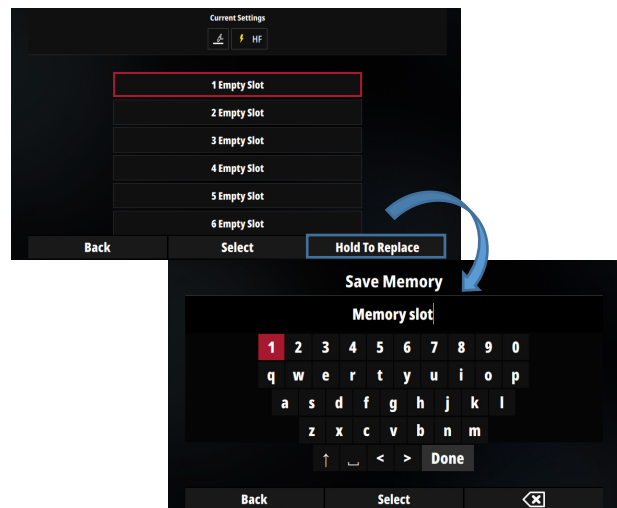 Current Settings
HF
1 Empty Slot
2 Empty Slot
3 Empty Slot
4 Empty Slot
5 Empty Slot
6 Empty Slot
Back Select Hold To Replace
Save Memory
Memory slot
1 2 3 4 5 6 7 8 9 0
q w e r t y u i o p
a s d f g h j k l
z x c v b n m
↑ ⎵ < > Done
Back Select ⌫